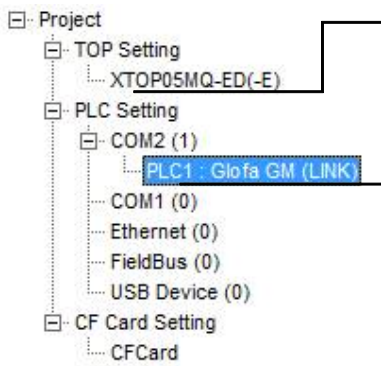 Project
TOP Setting
XTOP05MQ-ED(-E)
PLC Setting
COM2 (1)
PLC1 : Glofa GM (LINK)
COM1 (0)
Ethernet (0)
FieldBus (0)
USB Device (0)
CF Card Setting
CFCard